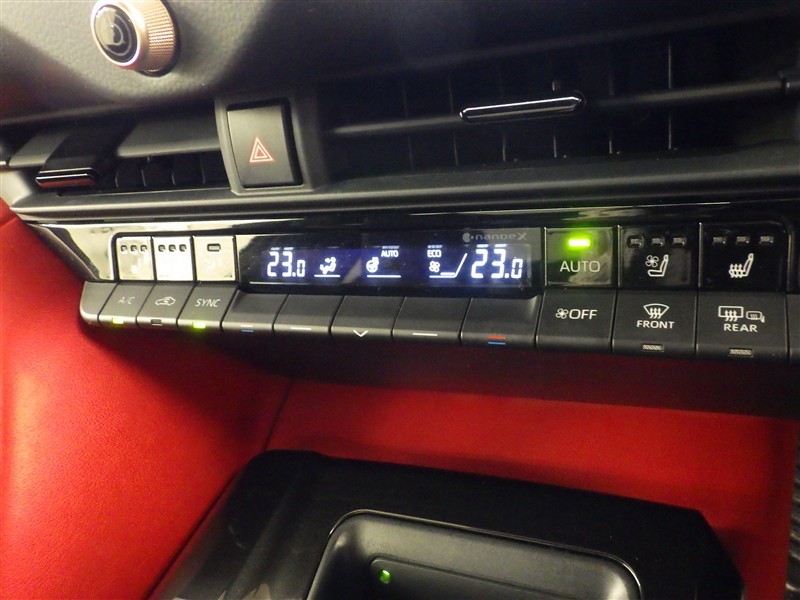 nanoeX
23.0 AUTO ECO 23.0
AUTO
A/C SYNC OFF FRONT REAR